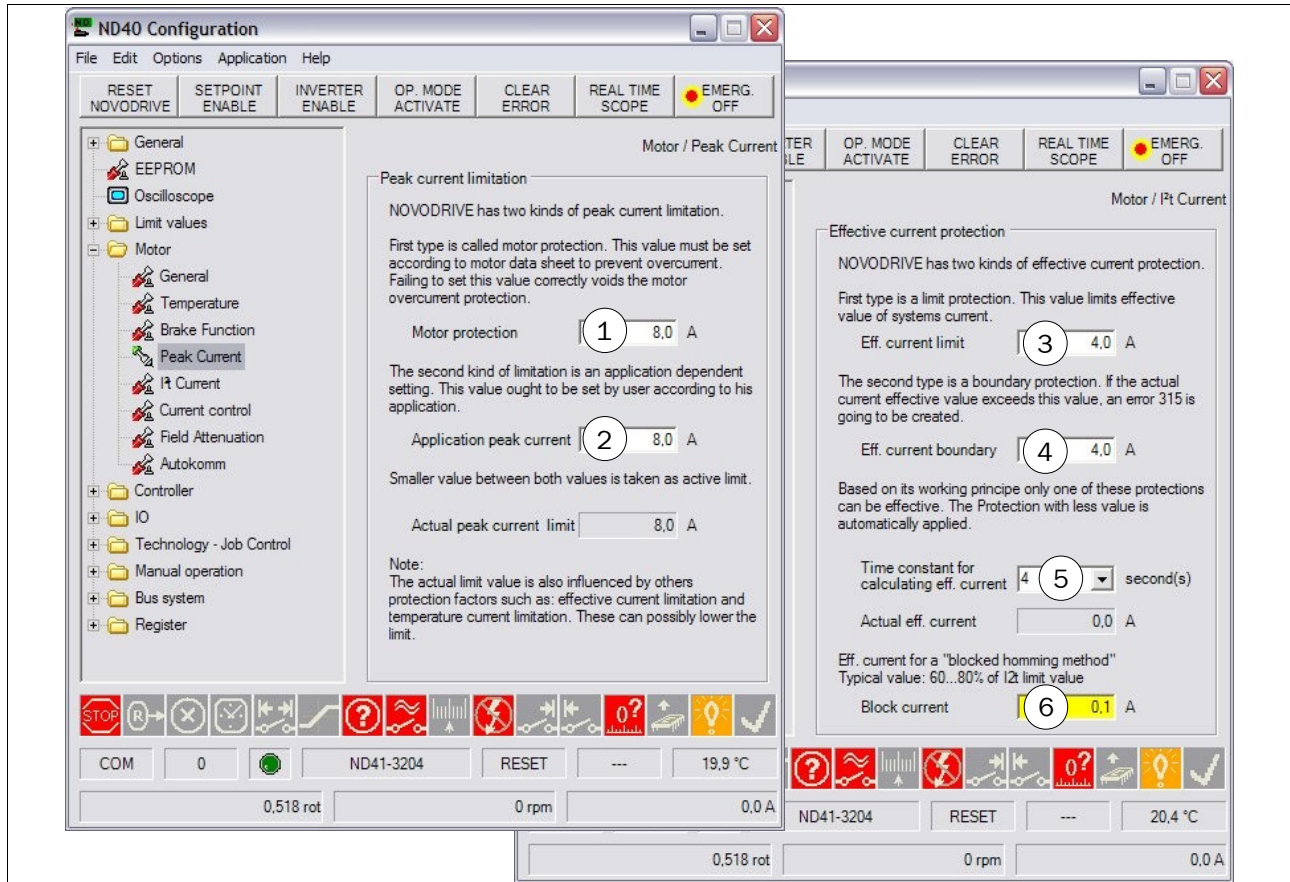 ND
ND40 Configuration
File Edit Options Application Help
RESET NOVODRIVE
SETPOINT ENABLE
INVERTER ENABLE
OP. MODE ACTIVATE
CLEAR ERROR
REAL TIME SCOPE
EMERG. OFF
General
EEPROM
Oscilloscope
Limit values
Motor
General
Temperature
Brake Function
Peak Current
I²t Current
Current control
Field Attenuation
Autokomm
Controller
IO
Technology - Job Control
Manual operation
Bus system
Register
Motor / Peak Current
Peak current limitation
NOVODRIVE has two kinds of peak current limitation.
First type is called motor protection. This value must be set
according to motor data sheet to prevent overcurrent.
Failing to set this value correctly voids the motor
overcurrent protection.
Motor protection 1 8,0 A
The second kind of limitation is an application dependent
setting. This value ought to be set by user according to his
application.
Application peak current 2 8,0 A
Smaller value between both values is taken as active limit.
Actual peak current limit 8,0 A
Note:
The actual limit value is also influenced by others
protection factors such as: effective current limitation and
temperature current limitation. These can possibly lower the
limit.
STOP R ? 0?
COM 0 ND41-3204 RESET --- 19,9 °C
0,518 rot 0 rpm 0,0 A
TER
LE
OP. MODE ACTIVATE
CLEAR ERROR
REAL TIME SCOPE
EMERG. OFF
Motor / I²t Current
Effective current protection
NOVODRIVE has two kinds of effective current protection.
First type is a limit protection. This value limits effective
value of systems current.
Eff. current limit 3 4,0 A
The second type is a boundary protection. If the actual
current effective value exceeds this value, an error 315 is
going to be created.
Eff. current boundary 4 4,0 A
Based on its working principe only one of these protections
can be effective. The Protection with less value is
automatically applied.
Time constant for
calculating eff. current 4 5 second(s)
Actual eff. current 0,0 A
Eff. current for a "blocked homming method"
Typical value: 60...80% of I2t limit value
Block current 6 0,1 A
? 0?
ND41-3204 RESET --- 20,4 °C
0,518 rot 0 rpm 0,0 A